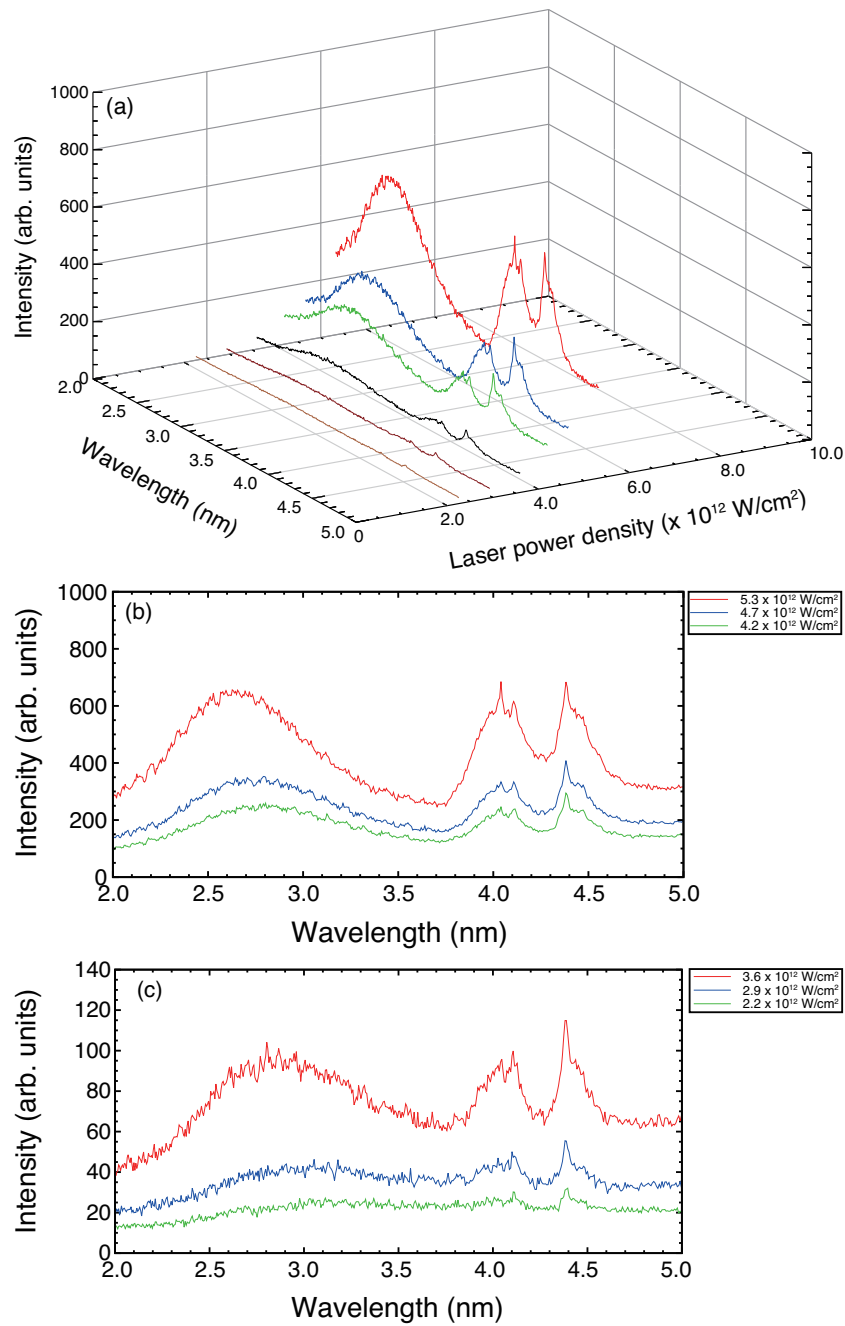 (a)
1000
800
600
400
200
0
Intensity (arb. units)
2.0
2.5
3.0
3.5
4.0
4.5
5.0
Wavelength (nm)
0
2.0
4.0
6.0
8.0
10.0
Laser power density (x 10¹² W/cm²)
(b)
1000
800
600
400
200
0
Intensity (arb. units)
5.3 x 10¹² W/cm²
4.7 x 10¹² W/cm²
4.2 x 10¹² W/cm²
2.0 2.5 3.0 3.5 4.0 4.5 5.0
Wavelength (nm)
(c)
140
120
100
80
60
40
20
0
Intensity (arb. units)
3.6 x 10¹² W/cm²
2.9 x 10¹² W/cm²
2.2 x 10¹² W/cm²
2.0 2.5 3.0 3.5 4.0 4.5 5.0
Wavelength (nm)